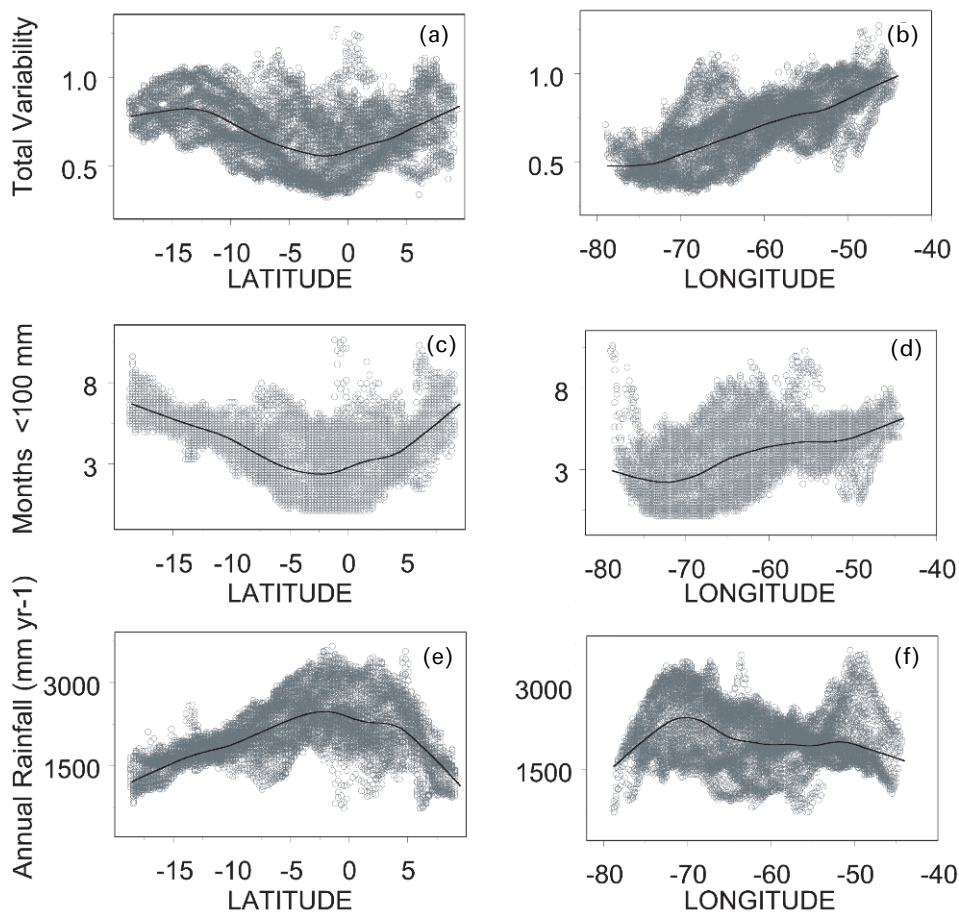 Total Variability
1.0
0.5
(a)
-15 -10 -5 0 5
LATITUDE
1.0
0.5
(b)
-80 -70 -60 -50 -40
LONGITUDE
Months <100 mm
8
3
(c)
-15 -10 -5 0 5
LATITUDE
8
3
(d)
-80 -70 -60 -50 -40
LONGITUDE
Annual Rainfall (mm yr-1)
3000
1500
(e)
-15 -10 -5 0 5
LATITUDE
3000
1500
(f)
-80 -70 -60 -50 -40
LONGITUDE